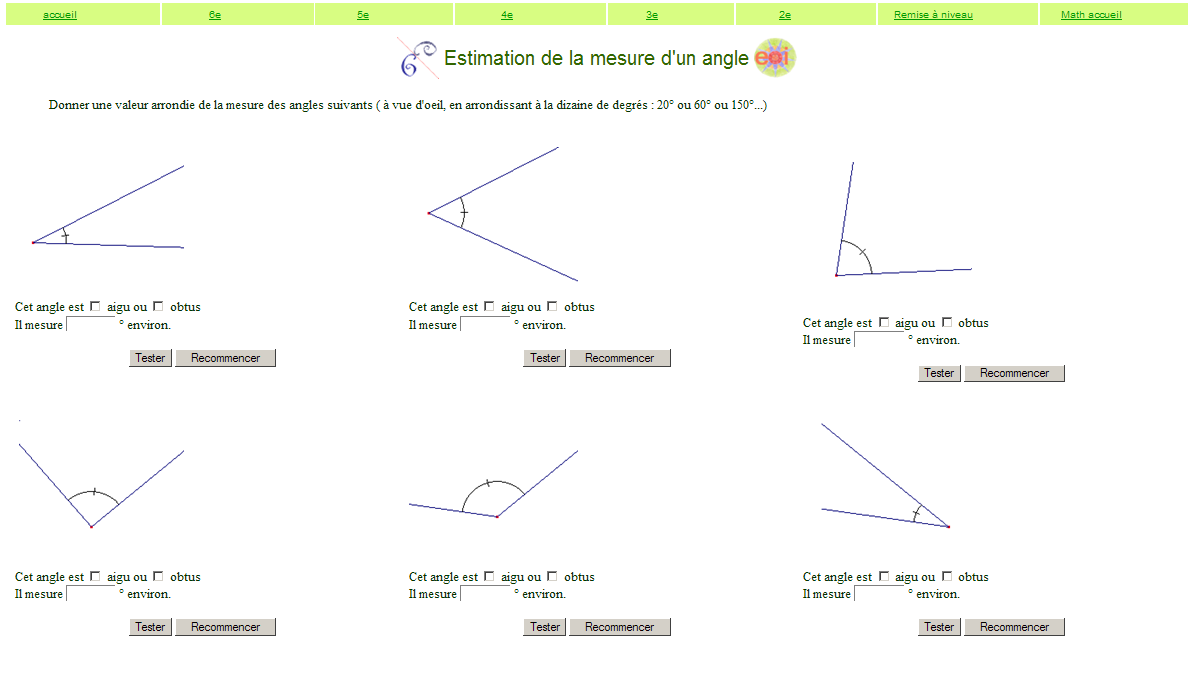 accueil 6e 5e 4e 3e 2e Remise à niveau Math accueil
6e Estimation de la mesure d'un angle eoi
Donner une valeur arrondie de la mesure des angles suivants ( à vue d'oeil, en arrondissant à la dizaine de degrés : 20° ou 60° ou 150°...)
Cet angle est aigu ou obtus
Il mesure ° environ.
Tester Recommencer
Cet angle est aigu ou obtus
Il mesure ° environ.
Tester Recommencer
Cet angle est aigu ou obtus
Il mesure ° environ.
Tester Recommencer
Cet angle est aigu ou obtus
Il mesure ° environ.
Tester Recommencer
Cet angle est aigu ou obtus
Il mesure ° environ.
Tester Recommencer
Cet angle est aigu ou obtus
Il mesure ° environ.
Tester Recommencer